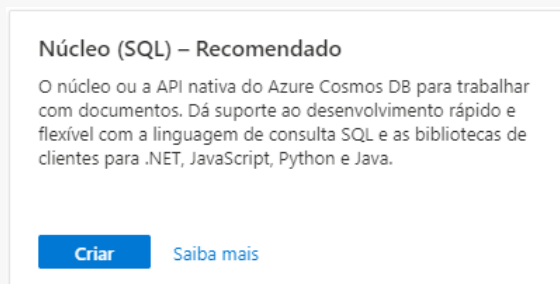 Núcleo (SQL) – Recomendado
O núcleo ou a API nativa do Azure Cosmos DB para trabalhar
com documentos. Dá suporte ao desenvolvimento rápido e
flexível com a linguagem de consulta SQL e as bibliotecas de
clientes para .NET, JavaScript, Python e Java.
Criar Saiba mais